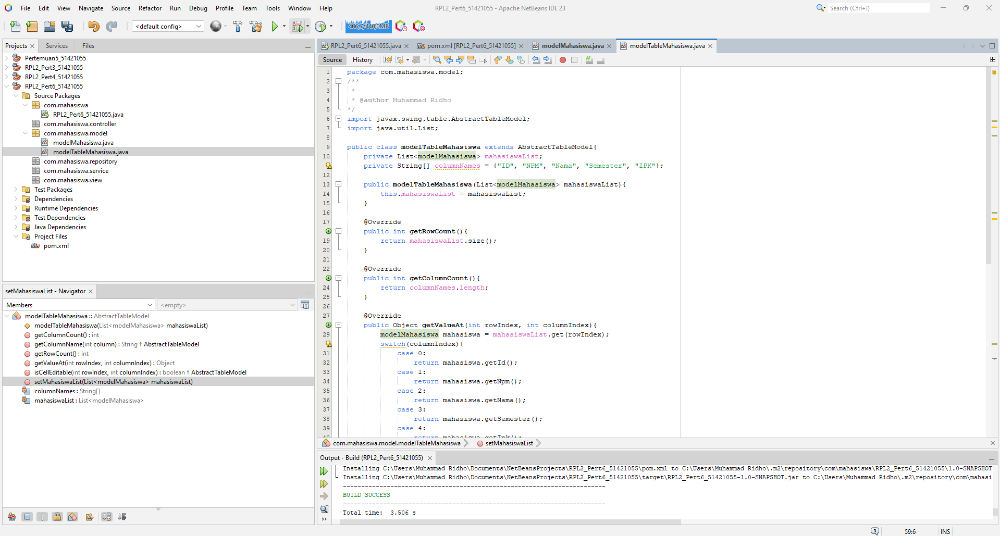 File Edit View Navigate Source Refactor Run Debug Profile Team Tools Window Help
RPL2_Pert6_51421055 - Apache NetBeans IDE 23
Search (Ctrl+I)
<default config>
406,7/440,0MB
Projects Services Files
Pertemuan5_51421055
RPL2_Pert3_51421055
RPL2_Pert4_51421055
RPL2_Pert6_51421055
Source Packages
com.mahasiswa
RPL2_Pert6_51421055.java
com.mahasiswa.controller
com.mahasiswa.model
modelMahasiswa.java
modelTableMahasiswa.java
com.mahasiswa.repository
com.mahasiswa.service
com.mahasiswa.view
Test Packages
Dependencies
Runtime Dependencies
Test Dependencies
Java Dependencies
Project Files
pom.xml
setMahasiswaList - Navigator
Members
<empty>
modelTableMahasiswa :: AbstractTableModel
modelTableMahasiswa(List<modelMahasiswa> mahasiswaList)
getColumnCount() : int
getColumnName(int column) : String ↑ AbstractTableModel
getRowCount() : int
getValueAt(int rowIndex, int columnIndex) : Object
isCellEditable(int rowIndex, int columnIndex) : boolean ↑ AbstractTableModel
setMahasiswaList(List<modelMahasiswa> mahasiswaList)
columnNames : String[]
mahasiswaList : List<modelMahasiswa>
RPL2_Pert6_51421055.java pom.xml [RPL2_Pert6_51421055] modelMahasiswa.java modelTableMahasiswa.java
Source History
1 package com.mahasiswa.model;
2 /**
3 *
4 * @author Muhammad Ridho
5 */
6 import javax.swing.table.AbstractTableModel;
7 import java.util.List;
8
9 public class modelTableMahasiswa extends AbstractTableModel{
10 private List<modelMahasiswa> mahasiswaList;
private String[] columnNames = {"ID", "NPM", "Nama", "Semester", "IPK"};
12
13 public modelTableMahasiswa(List<modelMahasiswa> mahasiswaList){
14 this.mahasiswaList = mahasiswaList;
15 }
16
17 @Override
public int getRowCount(){
19 return mahasiswaList.size();
20 }
21
22 @Override
public int getColumnCount(){
24 return columnNames.length;
25 }
26
27 @Override
public Object getValueAt(int rowIndex, int columnIndex){
29 modelMahasiswa mahasiswa = mahasiswaList.get(rowIndex);
switch(columnIndex){
31 case 0:
32 return mahasiswa.getId();
33 case 1:
34 return mahasiswa.getNpm();
35 case 2:
36 return mahasiswa.getNama();
37 case 3:
38 return mahasiswa.getSemester();
39 case 4:
40 return mahasiswa.getIpk();
com.mahasiswa.model.modelTableMahasiswa setMahasiswaList
Output - Build (RPL2_Pert6_51421055)
Installing C:\Users\Muhammad Ridho\Documents\NetBeansProjects\RPL2_Pert6_51421055\pom.xml to C:\Users\Muhammad Ridho\.m2\repository\com\mahasiswa\RPL2_Pert6_51421055\1.0-SNAPSHOT
Installing C:\Users\Muhammad Ridho\Documents\NetBeansProjects\RPL2_Pert6_51421055\target\RPL2_Pert6_51421055-1.0-SNAPSHOT.jar to C:\Users\Muhammad Ridho\.m2\repository\com\mahasi
------------------------------------------------------------------------
BUILD SUCCESS
------------------------------------------------------------------------
Total time: 3.506 s
1
59:6
INS